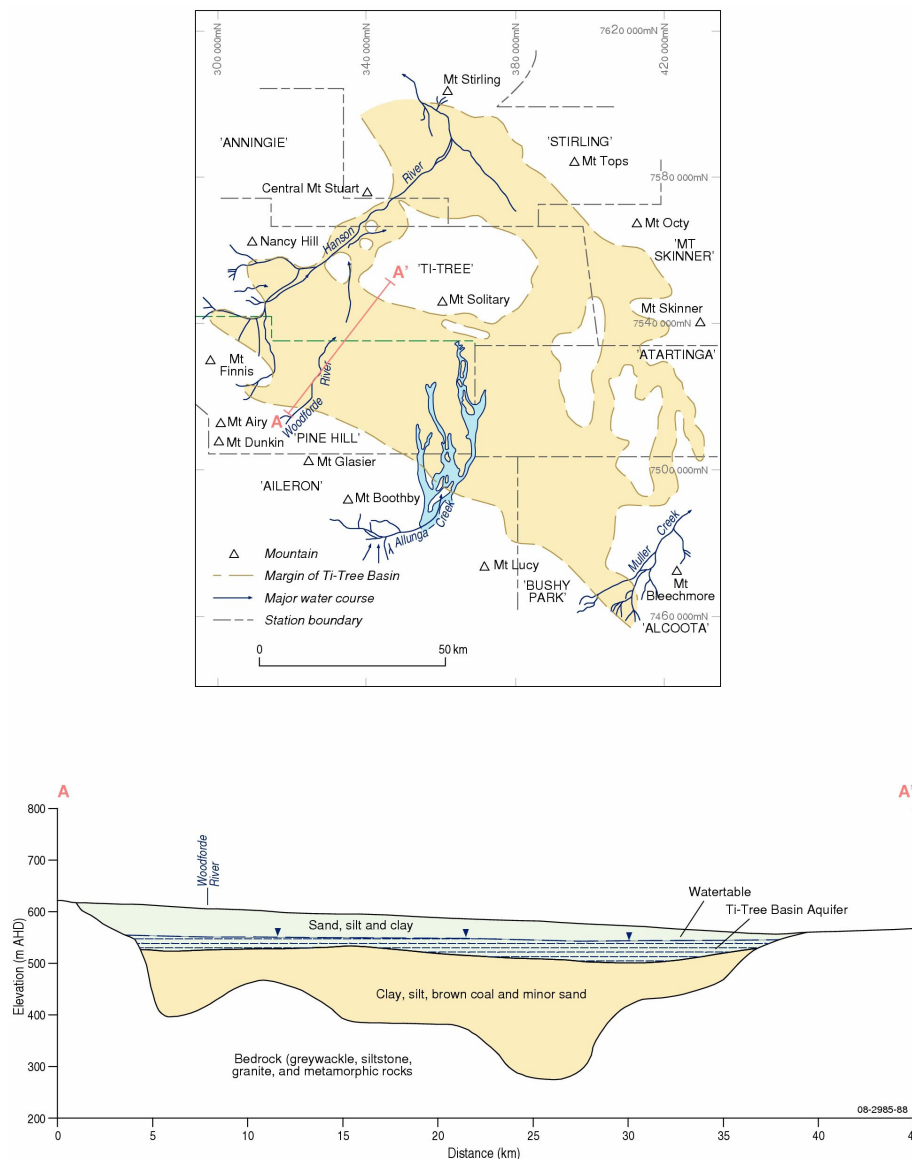 300 000mN
340 000mN
380 000mN
7620 000mN
420 000mN
Mt Stirling
'ANNINGIE'
'STIRLING'
Mt Tops
River
7580 000mN
Central Mt Stuart
Mt Octy
Hanson
Nancy Hill
'MT
SKINNER'
A'
'TI-TREE'
Mt Solitary
Mt Skinner
7540 000mN
'ATARTINGA'
Mt
Finnis
River
Woodforde
A
Mt Airy
Mt Dunkin
'PINE HILL'
Mt Glasier
7500 000mN
'AILERON'
Mt Boothby
Creek
Allunga
Creek
Muller
Mountain
Mt Lucy
Margin of Ti-Tree Basin
'BUSHY
PARK'
Mt
Bleechmore
Major water course
7460 000mN
Station boundary
'ALCOOTA'
0
50 km
A
A'
800
700
600
500
400
300
200
Elevation (m AHD)
Woodforde
River
Watertable
Ti-Tree Basin Aquifer
Sand, silt and clay
Clay, silt, brown coal and minor sand
Bedrock (greywackle, siltstone,
granite, and metamorphic rocks
08-2985-88
0
5
10
15
20
25
30
35
40
Distance (km)